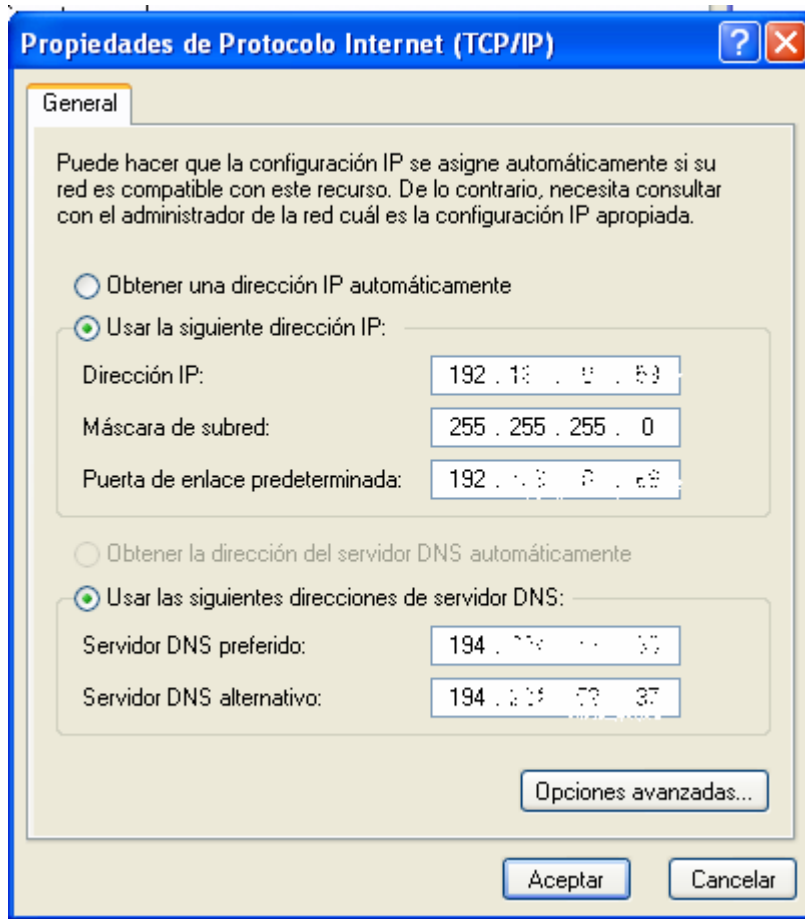 Propiedades de Protocolo Internet (TCP/IP)
General
Puede hacer que la configuración IP se asigne automáticamente si su
red es compatible con este recurso. De lo contrario, necesita consultar
con el administrador de la red cuál es la configuración IP apropiada.
Obtener una dirección IP automáticamente
Usar la siguiente dirección IP:
Dirección IP: 192 .
Máscara de subred: 255 . 255 . 255 . 0
Puerta de enlace predeterminada: 192 .
Obtener la dirección del servidor DNS automáticamente
Usar las siguientes direcciones de servidor DNS:
Servidor DNS preferido: 194 .
Servidor DNS alternativo: 194 .
Opciones avanzadas...
Aceptar Cancelar